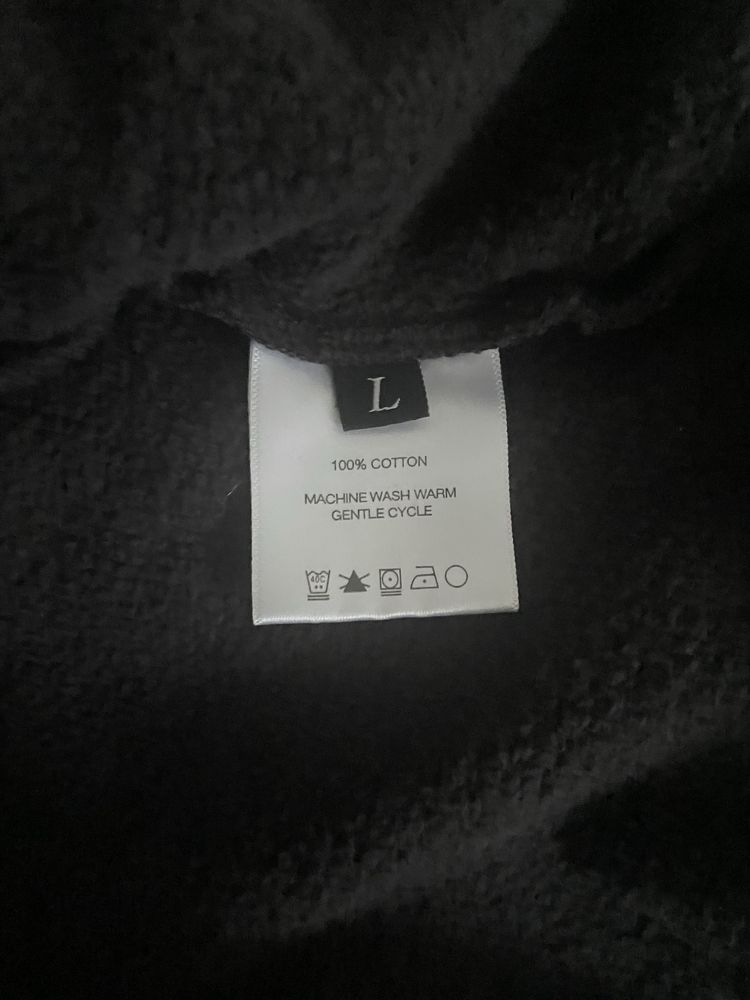 L
100% COTTON
MACHINE WASH WARM
GENTLE CYCLE
40C